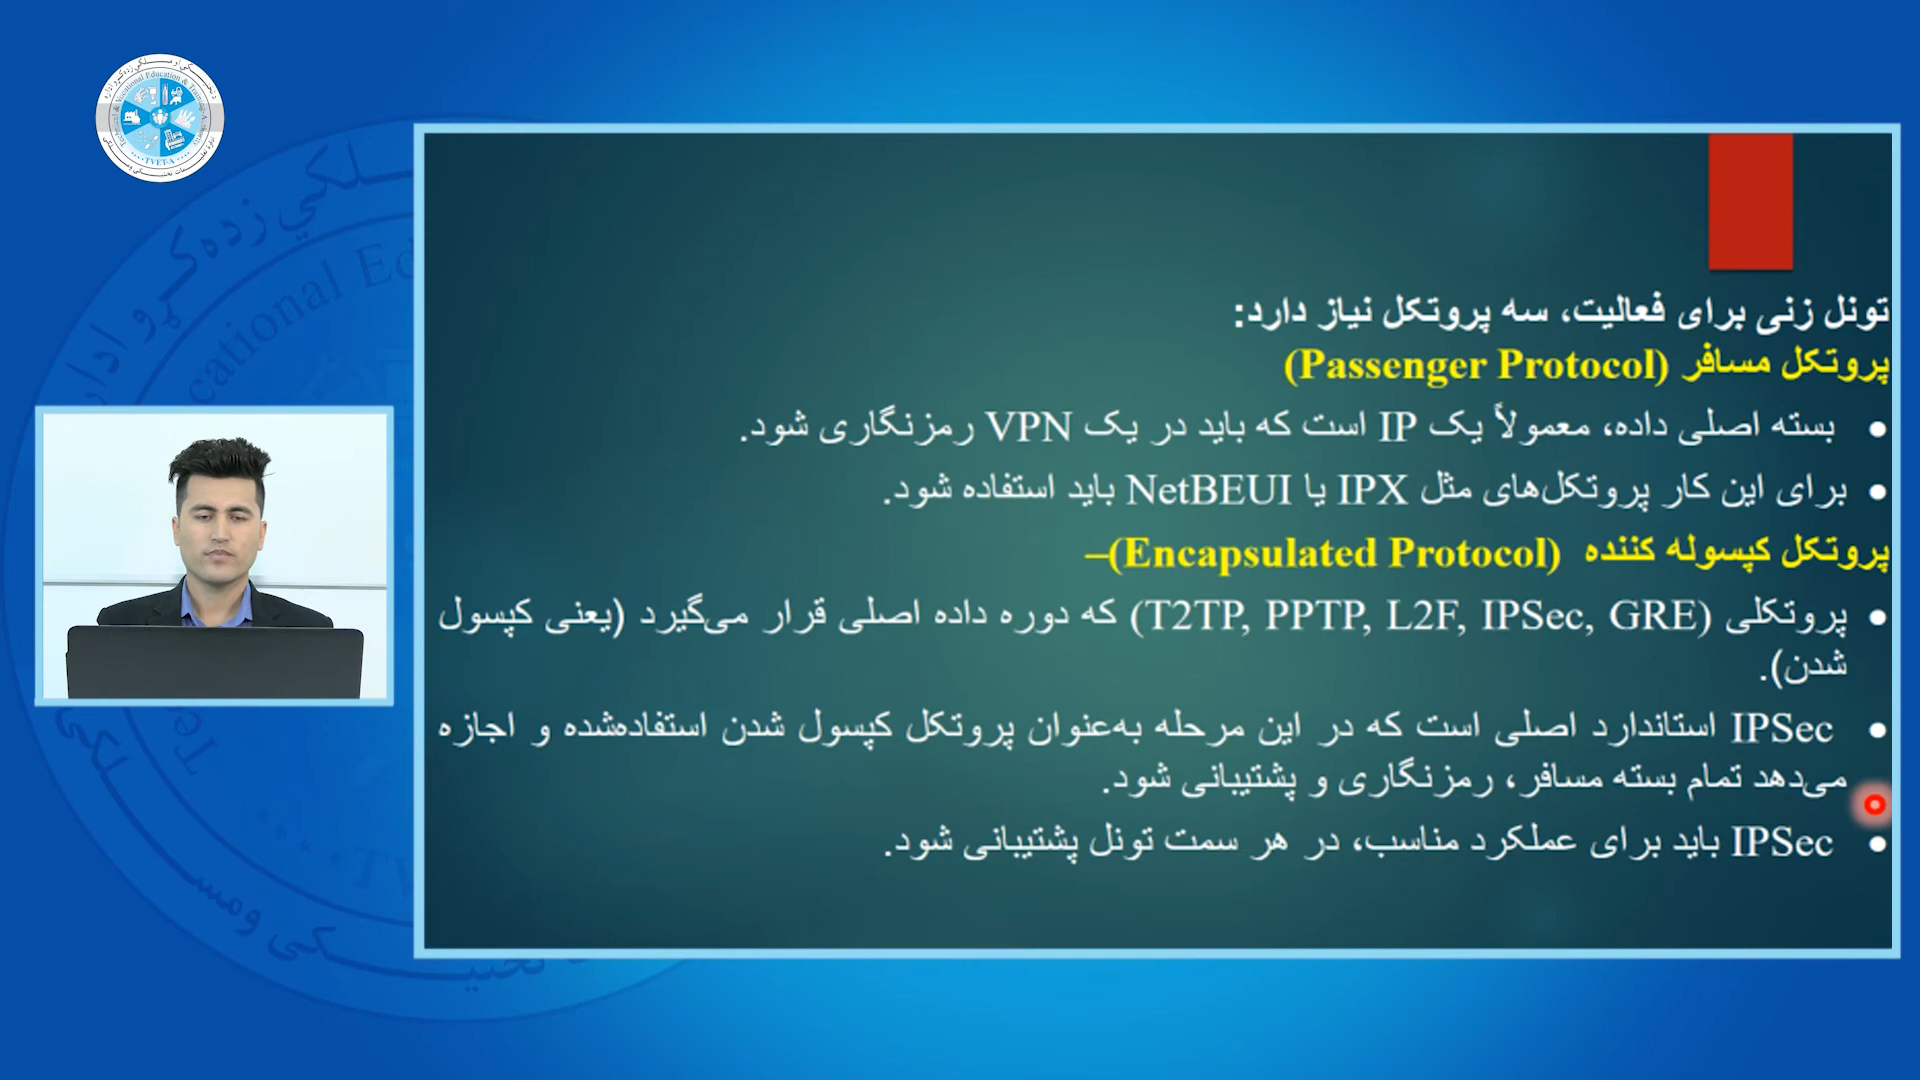 تونل زنی برای فعالیت، سه پروتکل نیاز دارد:
پروتکل مسافر (Passenger Protocol)
• بسته اصلی داده، معمولاً یک IP است که باید در یک VPN رمزنگاری شود.
• برای این کار پروتکل‌های مثل IPX یا NetBEUI باید استفاده شود.
پروتکل کپسوله کننده (Encapsulated Protocol)–
• پروتکلی (T2TP, PPTP, L2F, IPSec, GRE) که دوره داده اصلی قرار می‌گیرد (یعنی کپسول
شدن).
• IPSec استاندارد اصلی است که در این مرحله به‌عنوان پروتکل کپسول شدن استفاده‌شده و اجازه
می‌دهد تمام بسته مسافر، رمزنگاری و پشتیبانی شود.
• IPSec باید برای عملکرد مناسب، در هر سمت تونل پشتیبانی شود.
TVET-A